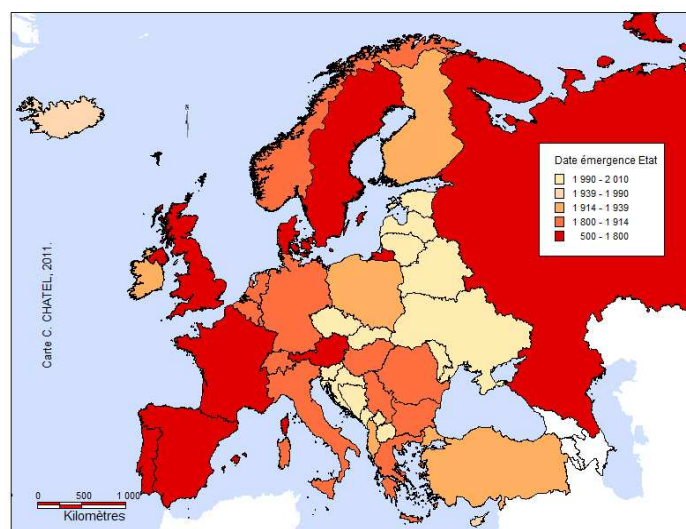 N
Date émergence Etat
1 990 - 2 010
1 939 - 1 990
1 914 - 1 939
1 800 - 1 914
500 - 1 800
Carte C. CHATEL, 2011.
0 500 1 000
Kilomètres